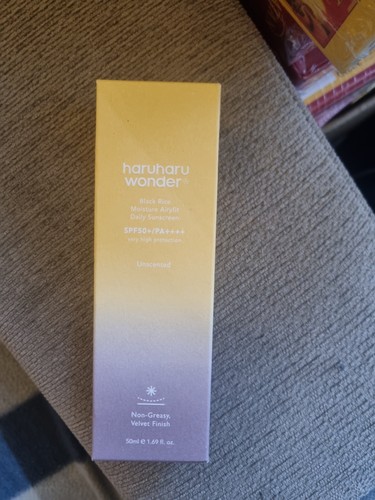 haruharu
wonder®
Black Rice
Moisture Airyfit
Daily Sunscreen
SPF50+/PA++++
very high protection
Unscented
Non-Greasy,
Velvet Finish
50ml ℮ 1.69 fl. oz.